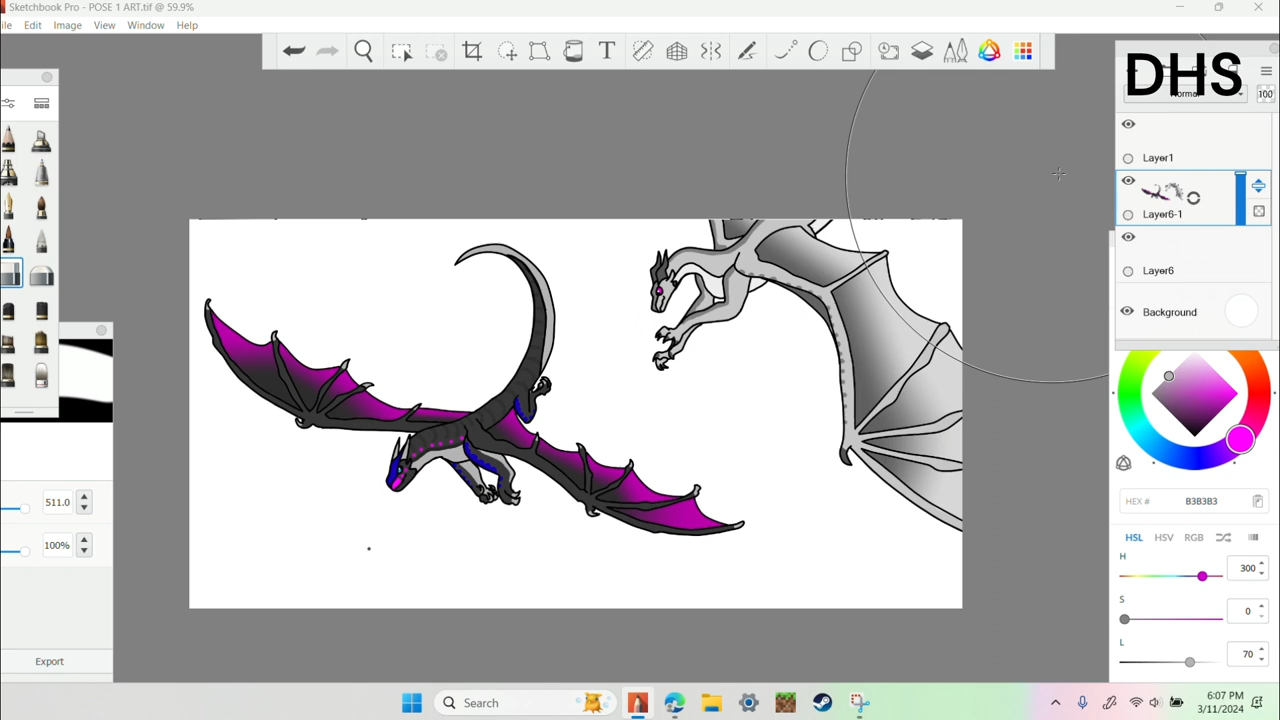 Sketchbook Pro - POSE 1 ART.tif @ 59.9%
ile Edit Image View Window Help
T
DHS
Normal 100
Layer1
Layer6-1
Layer6
Background
511.0
100%
HEX # B3B3B3
HSL HSV RGB
H 300
S 0
L 70
Export
Search
6:07 PM
3/11/2024